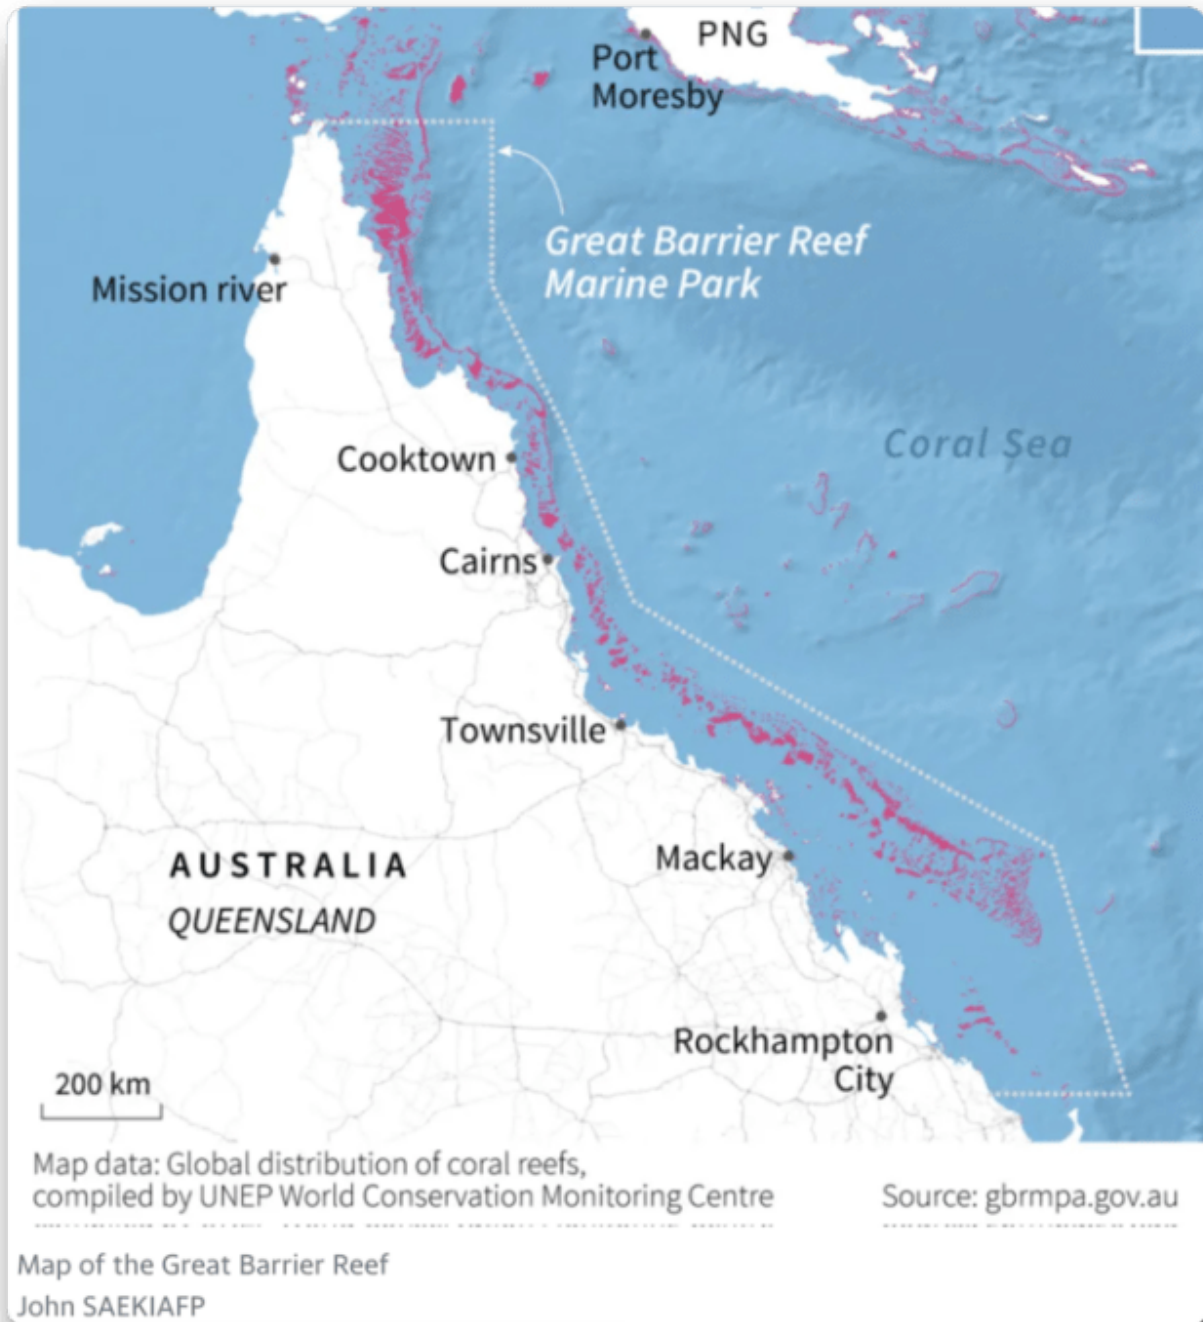 PNG
Port
Moresby
Great Barrier Reef
Marine Park
Mission river
Coral Sea
Cooktown
Cairns
Townsville
Mackay
AUSTRALIA
QUEENSLAND
Rockhampton
City
200 km
Map data: Global distribution of coral reefs,
compiled by UNEP World Conservation Monitoring Centre
Source: gbrmpa.gov.au
Map of the Great Barrier Reef
John SAEKIAFP